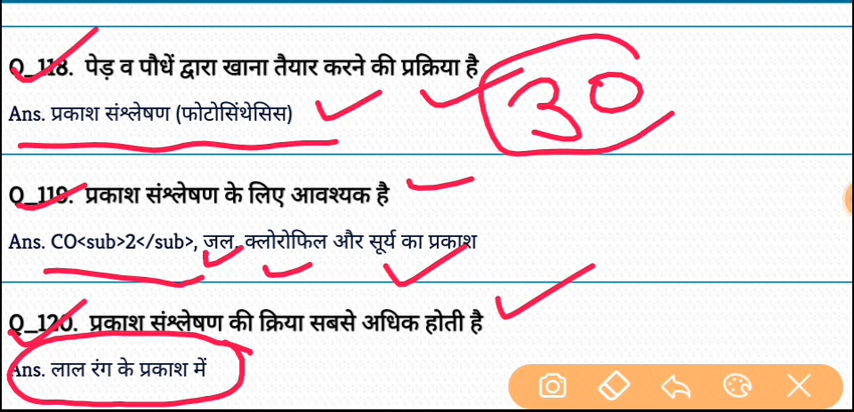 Q_118. पेड़ व पौधें द्वारा खाना तैयार करने की प्रक्रिया है
30
Ans. प्रकाश संश्लेषण (फोटोसिंथेसिस)
Q_119. प्रकाश संश्लेषण के लिए आवश्यक है
Ans. CO<sub>2</sub>, जल, क्लोरोफिल और सूर्य का प्रकाश
Q_120. प्रकाश संश्लेषण की क्रिया सबसे अधिक होती है
Ans. लाल रंग के प्रकाश में